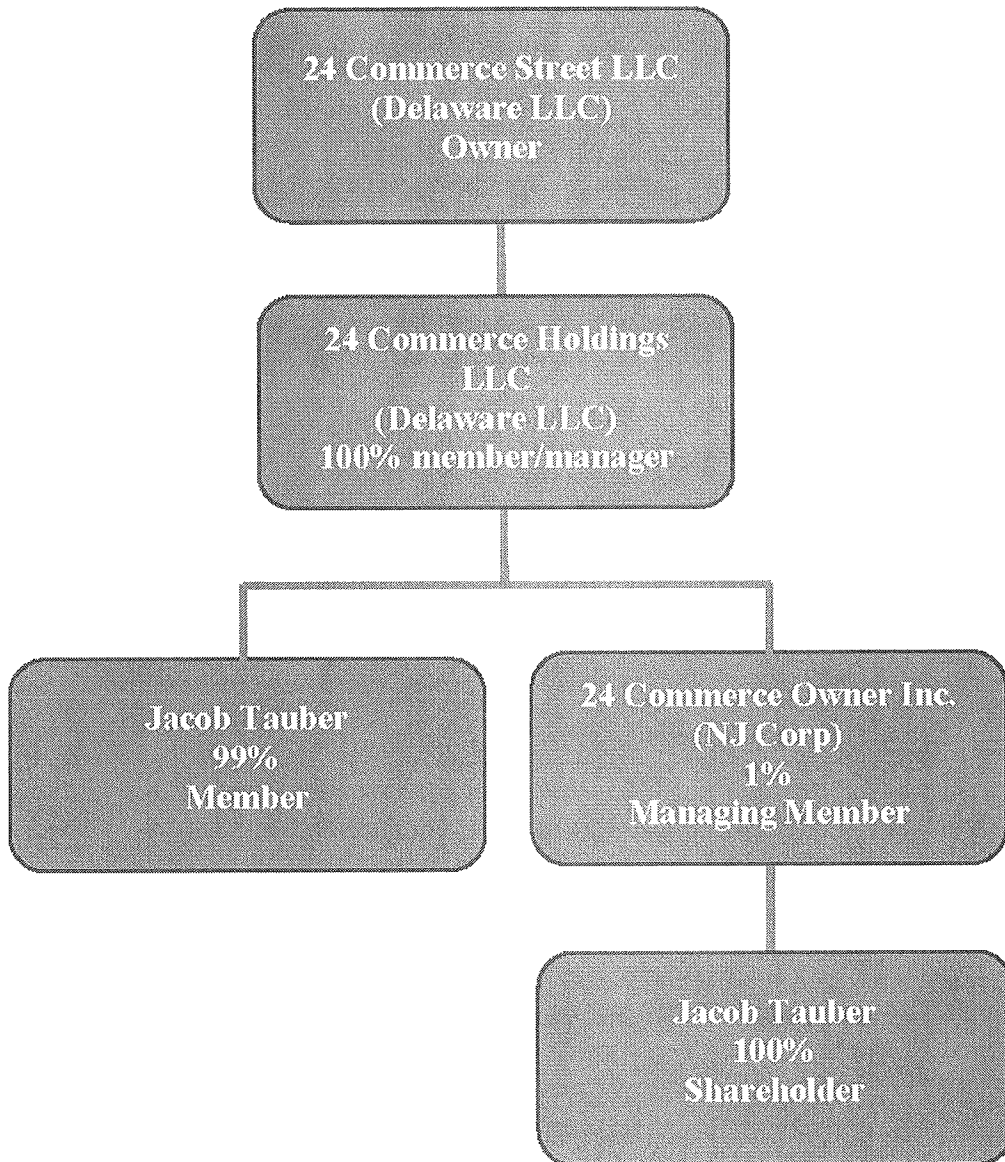 24 Commerce Street LLC
(Delaware LLC)
Owner
24 Commerce Holdings
LLC
(Delaware LLC)
100% member/manager
Jacob Tauber
99%
Member
24 Commerce Owner Inc.
(NJ Corp)
1%
Managing Member
Jacob Tauber
100%
Shareholder